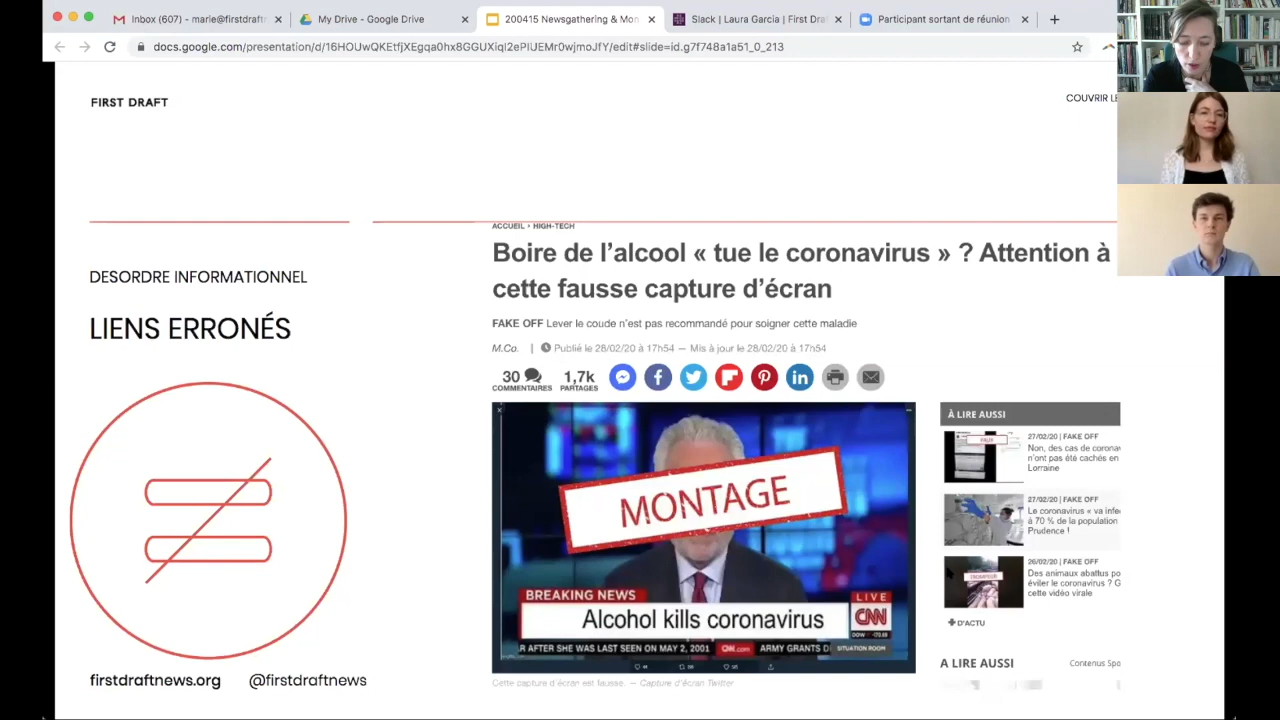 Inbox (607) - marie@firstdraft
My Drive - Google Drive
200415 Newsgathering & Mon
Slack | Laura Garcia | First Dra
Participant sortant de réunion
docs.google.com/presentation/d/16HOUwQKEtfjXEgqa0hx8GGUXiqI2ePIUEMr0wjmoJfY/edit#slide=id.g7f748a1a51_0_213
FIRST DRAFT
COUVRIR LE
DESORDRE INFORMATIONNEL
LIENS ERRONÉS
firstdraftnews.org
@firstdraftnews
ACCUEIL > HIGH-TECH
Boire de l'alcool « tue le coronavirus » ? Attention à
cette fausse capture d'écran
FAKE OFF Lever le coude n'est pas recommandé pour soigner cette maladie
M.Co. | Publié le 28/02/20 à 17h54 — Mis à jour le 28/02/20 à 17h54
30
COMMENTAIRES
1,7k
PARTAGES
MONTAGE
BREAKING NEWS
Alcohol kills coronavirus
LIVE
CNN
R AFTER SHE WAS LAST SEEN ON MAY 2, 2001
CNN.com
ARMY GRANTS D
SITUATION ROOM
Cette capture d'écran est fausse. — Capture d'écran Twitter
À LIRE AUSSI
27/02/20 | FAKE OFF
Non, des cas de corona
n'ont pas été cachés en
Lorraine
27/02/20 | FAKE OFF
Le coronavirus « va infe
à 70 % de la population
Prudence !
26/02/20 | FAKE OFF
Des animaux abattus po
éviter le coronavirus ? G
cette vidéo virale
D'ACTU
A LIRE AUSSI
Contenus Spo